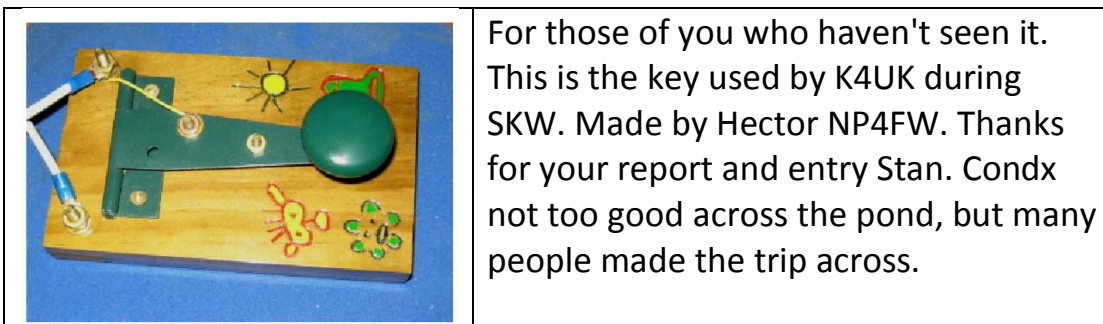 For those of you who haven't seen it.
This is the key used by K4UK during
SKW. Made by Hector NP4FW. Thanks
for your report and entry Stan. Condx
not too good across the pond, but many
people made the trip across.